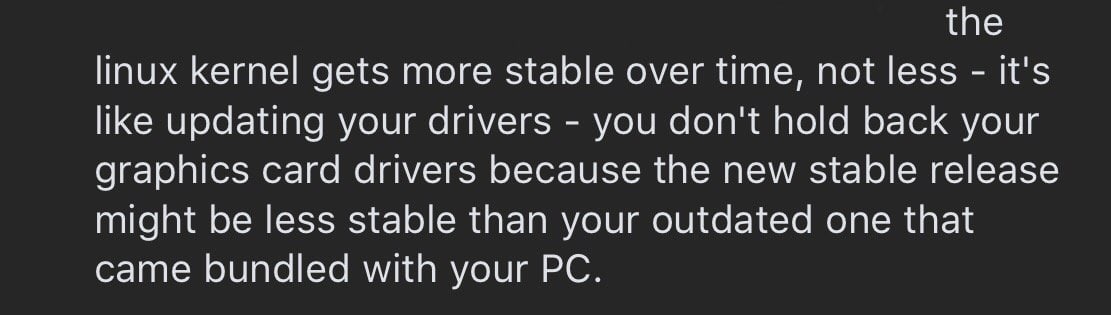 the
linux kernel gets more stable over time, not less - it's
like updating your drivers - you don't hold back your
graphics card drivers because the new stable release
might be less stable than your outdated one that
came bundled with your PC.